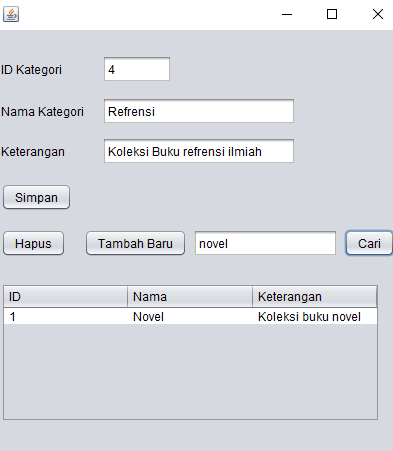 ID Kategori 4
Nama Kategori Refrensi
Keterangan Koleksi Buku refrensi ilmiah
Simpan
Hapus Tambah Baru novel Cari
ID Nama Keterangan
1 Novel Koleksi buku novel